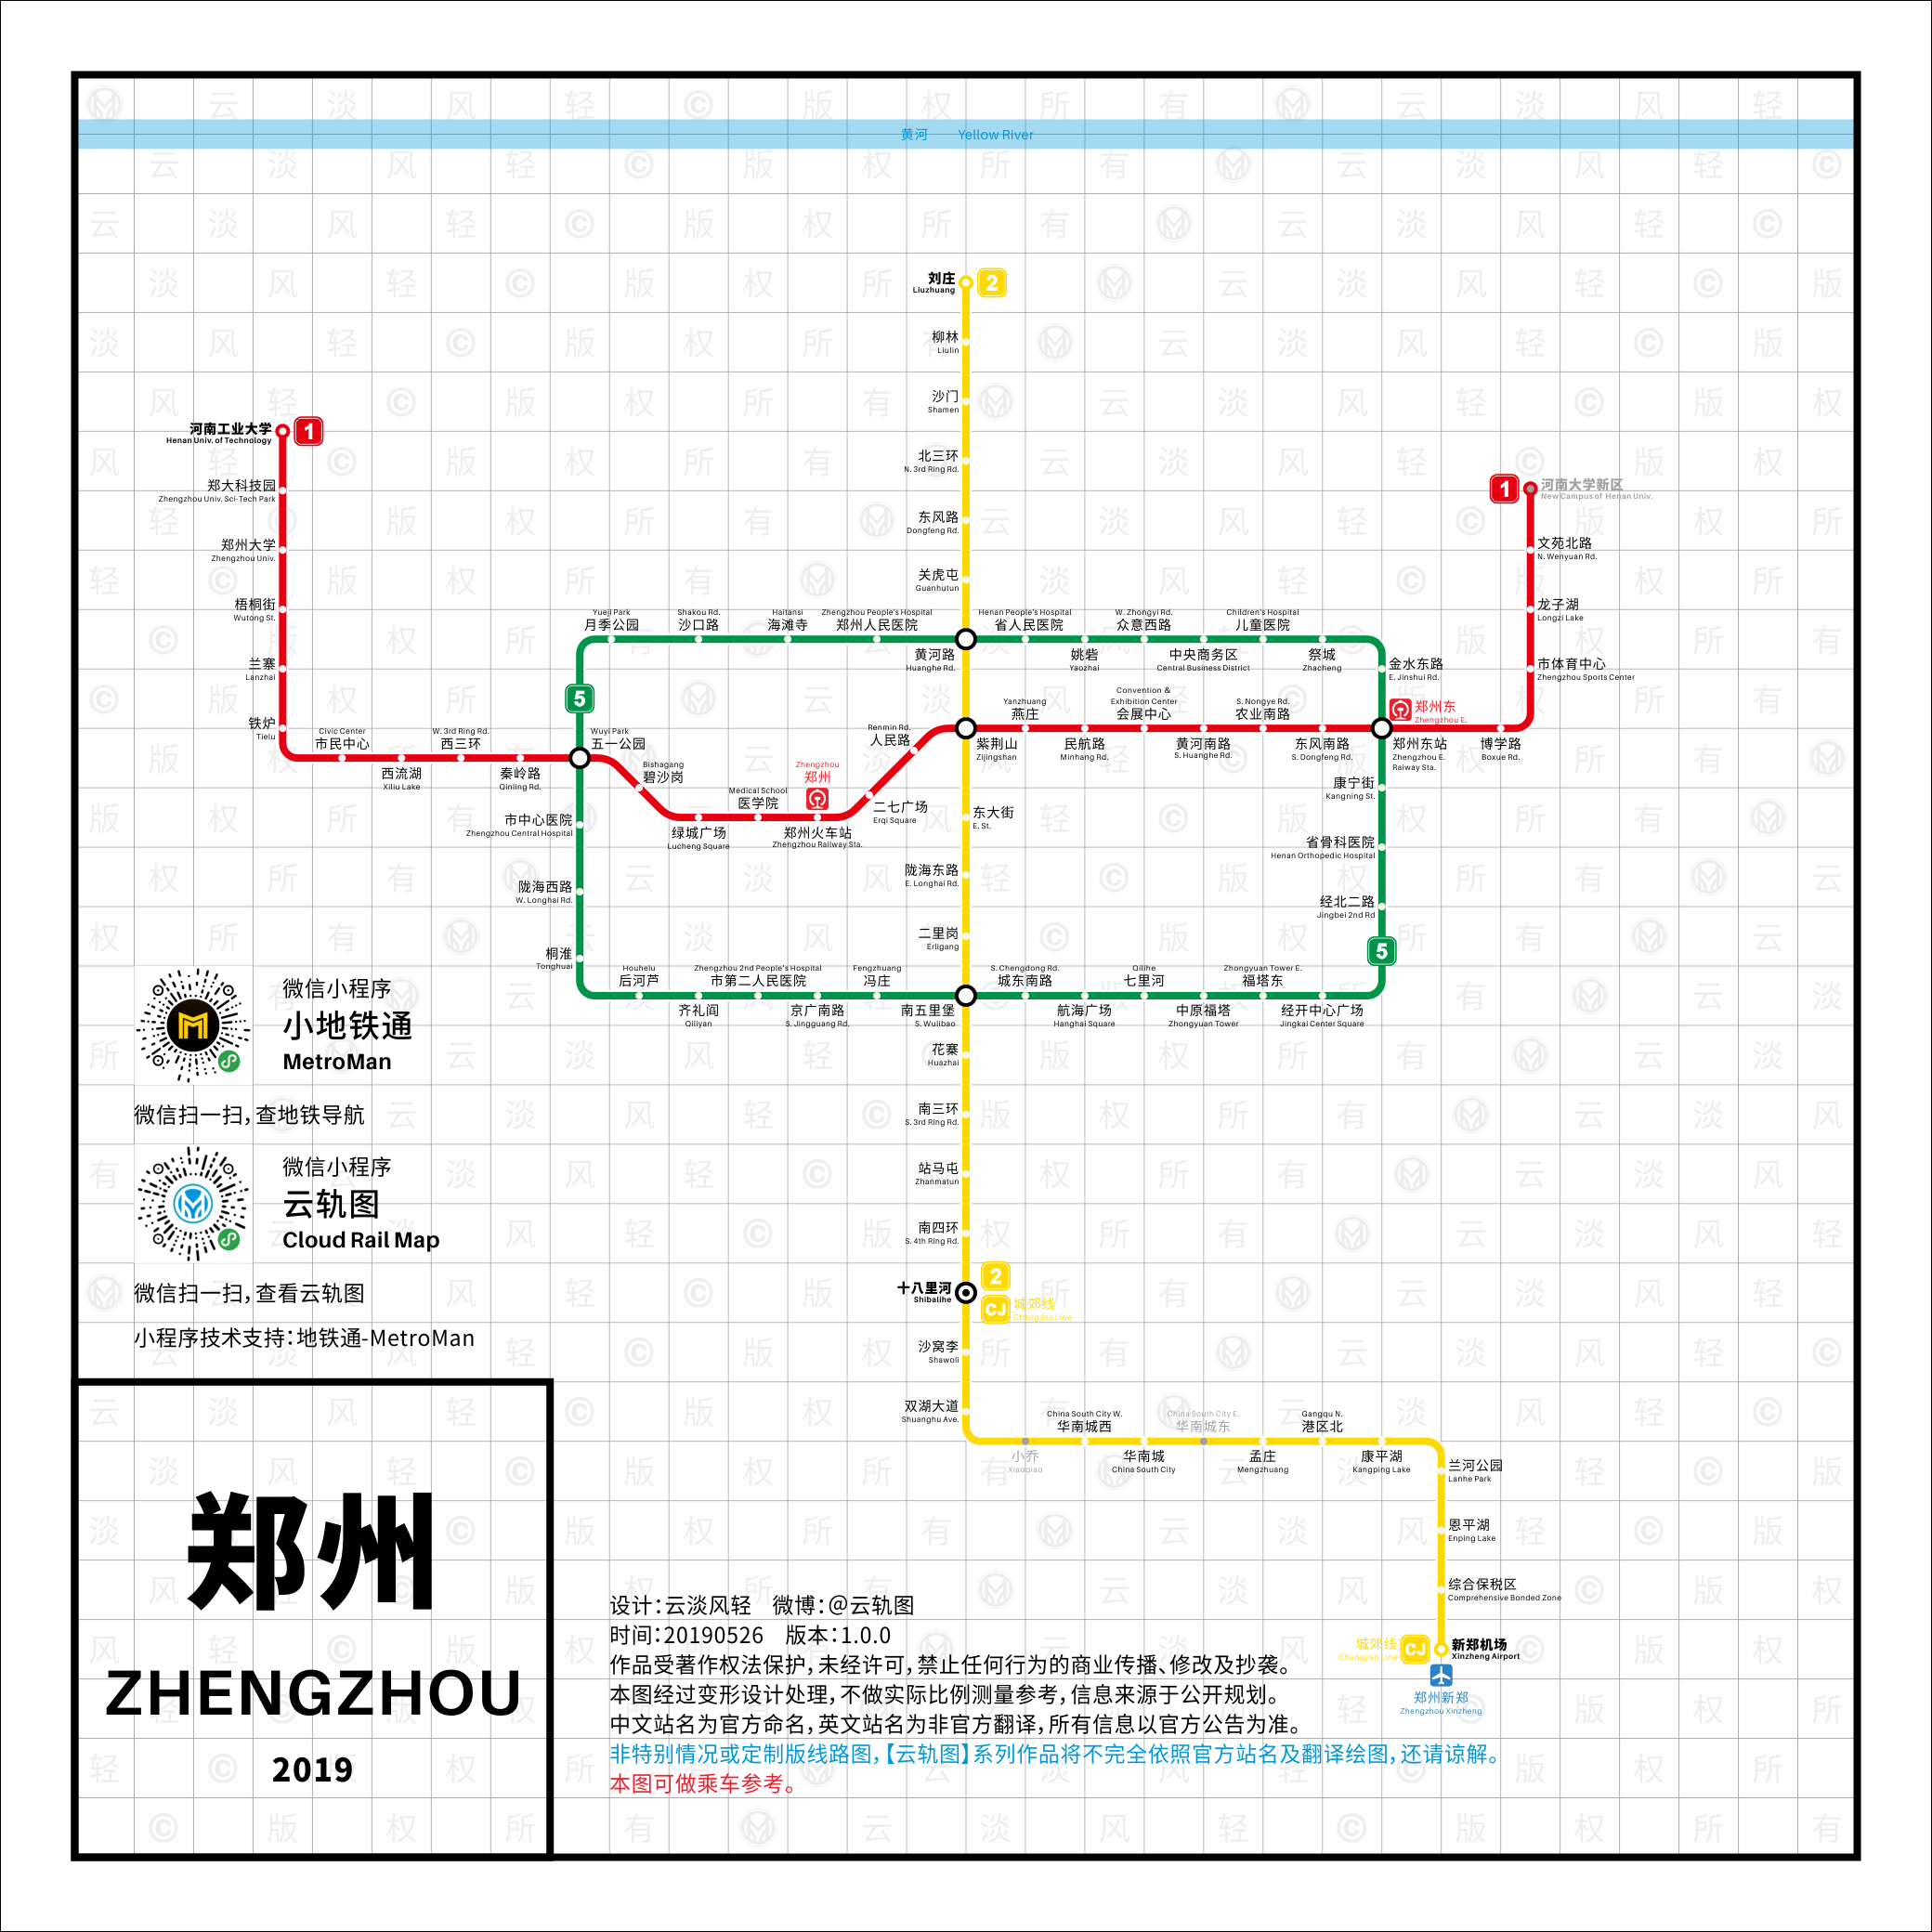 黄河 Yellow River
刘庄
Liuzhuang
2
柳林
Liulin
沙门
Shamen
北三环
N. 3rd Ring Rd.
东风路
Dongfeng Rd.
关虎屯
Guanhutun
河南工业大学
Henan Univ. of Technology
1
郑大科技园
Zhengzhou Univ. Sci-Tech Park
郑州大学
Zhengzhou Univ.
梧桐街
Wutong St.
兰寨
Lanzhai
铁炉
Tielu
1
河南大学新区
New Campus of Henan Univ.
文苑北路
N. Wenyuan Rd.
龙子湖
Longzi Lake
市体育中心
Zhengzhou Sports Center
Yueji Park
月季公园
Shakou Rd.
沙口路
Haitansi
海滩寺
Zhengzhou People's Hospital
郑州人民医院
黄河路
Huanghe Rd.
Henan People's Hospital
省人民医院
姚砦
Yaozhai
W. Zhongyi Rd.
众意西路
中央商务区
Central Business District
Children's Hospital
儿童医院
祭城
Zhacheng
金水东路
E. Jinshui Rd.
5
郑州东
Zhengzhou E.
Civic Center
市民中心
西流湖
Xiliu Lake
W. 3rd Ring Rd.
西三环
秦岭路
Qinling Rd.
Wuyi Park
五一公园
Bishagang
碧沙岗
绿城广场
Lucheng Square
Medical School
医学院
Zhengzhou
郑州
郑州火车站
Zhengzhou Railway Sta.
二七广场
Erqi Square
Renmin Rd.
人民路
紫荆山
Zijingshan
Yanzhuang
燕庄
民航路
Minhang Rd.
Convention &
Exhibition Center
会展中心
黄河南路
S. Huanghe Rd.
S. Nongye Rd.
农业南路
东风南路
S. Dongfeng Rd.
郑州东站
Zhengzhou E.
Raiway Sta.
博学路
Boxue Rd.
市中心医院
Zhengzhou Central Hospital
陇海西路
W. Longhai Rd.
桐淮
Tonghuai
东大街
E. St.
陇海东路
E. Longhai Rd.
二里岗
Erligang
康宁街
Kangning St.
省骨科医院
Henan Orthopedic Hospital
经北二路
Jingbei 2nd Rd
5
Houhelu
后河芦
齐礼阎
Qiliyan
Zhengzhou 2nd People's Hospital
市第二人民医院
京广南路
S. Jingguang Rd.
Fengzhuang
冯庄
南五里堡
S. Wulibao
S. Chengdong Rd.
城东南路
航海广场
Hanghai Square
Qilihe
七里河
中原福塔
Zhongyuan Tower
Zhongyuan Tower E.
福塔东
经开中心广场
Jingkai Center Square
花寨
Huazhai
南三环
S. 3rd Ring Rd.
站马屯
Zhanmatun
南四环
S. 4th Ring Rd.
十八里河
Shibalihe
2
CJ 城郊线
Chengjiao Line
沙窝李
Shawoli
双湖大道
Shuanghu Ave.
小乔
Xiaoqiao
China South City W.
华南城西
华南城
China South City
China South City E.
华南城东
孟庄
Mengzhuang
Gangqu N.
港区北
康平湖
Kangping Lake
兰河公园
Lanhe Park
恩平湖
Enping Lake
综合保税区
Comprehensive Bonded Zone
城郊线
Chengjiao Line
CJ
新郑机场
Xinzheng Airport
郑州新郑
Zhengzhou Xinzheng
微信小程序
小地铁通
MetroMan
微信扫一扫，查地铁导航
微信小程序
云轨图
Cloud Rail Map
微信扫一扫，查看云轨图
小程序技术支持：地铁通-MetroMan
郑州
ZHENGZHOU
2019
设计：云淡风轻 微博：@云轨图
时间：20190526 版本：1.0.0
作品受著作权法保护，未经许可，禁止任何行为的商业传播、修改及抄袭。
本图经过变形设计处理，不做实际比例测量参考，信息来源于公开规划。
中文站名为官方命名，英文站名为非官方翻译，所有信息以官方公告为准。
非特别情况或定制版线路图，【云轨图】系列作品将不完全依照官方站名及翻译绘图，还请谅解。
本图可做乘车参考。
云淡风轻©版权所有